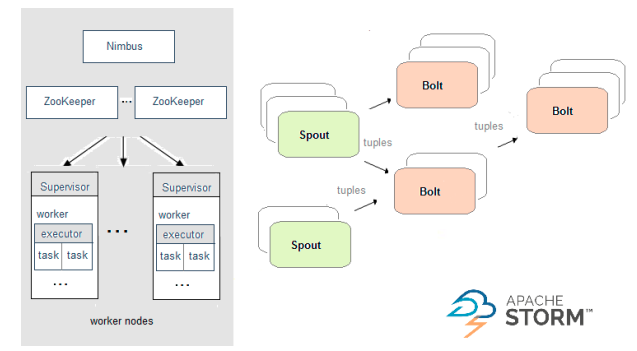 Nimbus
ZooKeeper ... ZooKeeper
Supervisor
worker
executor
task task
...
...
Supervisor
worker
executor
task task
...
worker nodes
Bolt
Bolt
Spout
tuples
tuples
Bolt
tuples
Spout
APACHE
STORM™